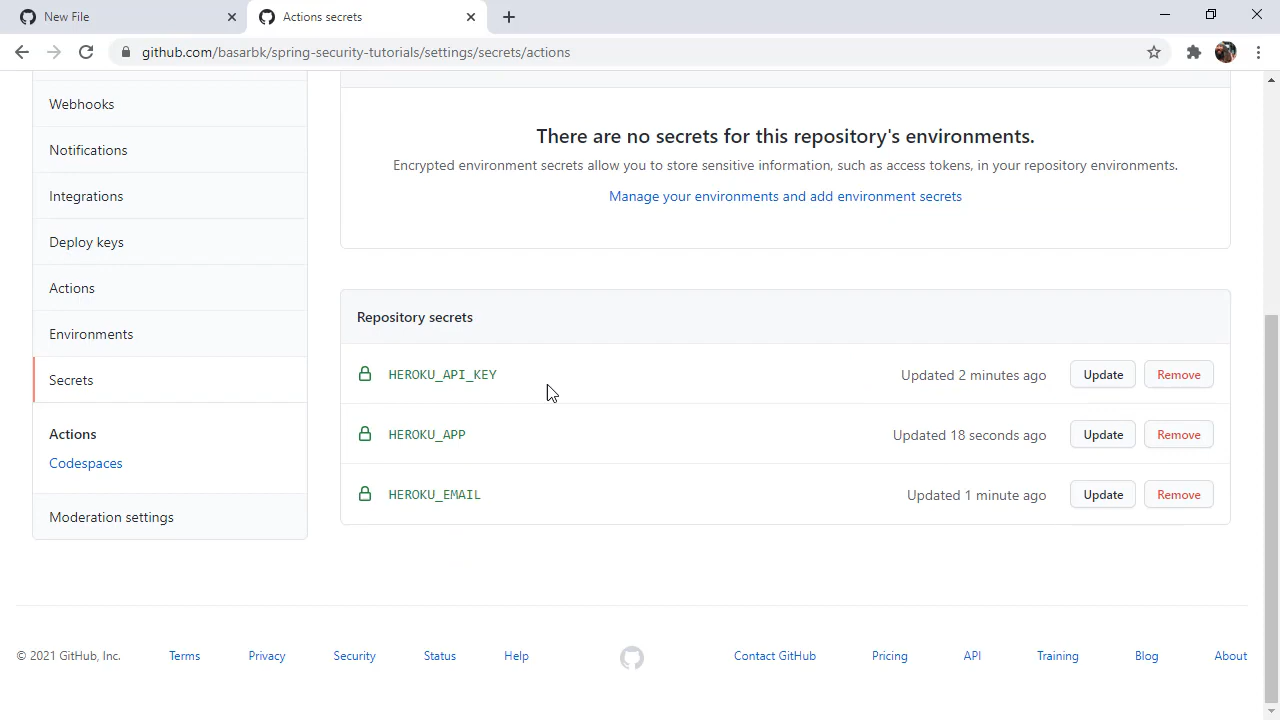 New File
Actions secrets
github.com/basarbk/spring-security-tutorials/settings/secrets/actions
Webhooks
Notifications
Integrations
Deploy keys
Actions
Environments
Secrets
Actions
Codespaces
Moderation settings
There are no secrets for this repository's environments.
Encrypted environment secrets allow you to store sensitive information, such as access tokens, in your repository environments.
Manage your environments and add environment secrets
Repository secrets
HEROKU_API_KEY Updated 2 minutes ago Update Remove
HEROKU_APP Updated 18 seconds ago Update Remove
HEROKU_EMAIL Updated 1 minute ago Update Remove
© 2021 GitHub, Inc. Terms Privacy Security Status Help Contact GitHub Pricing API Training Blog About